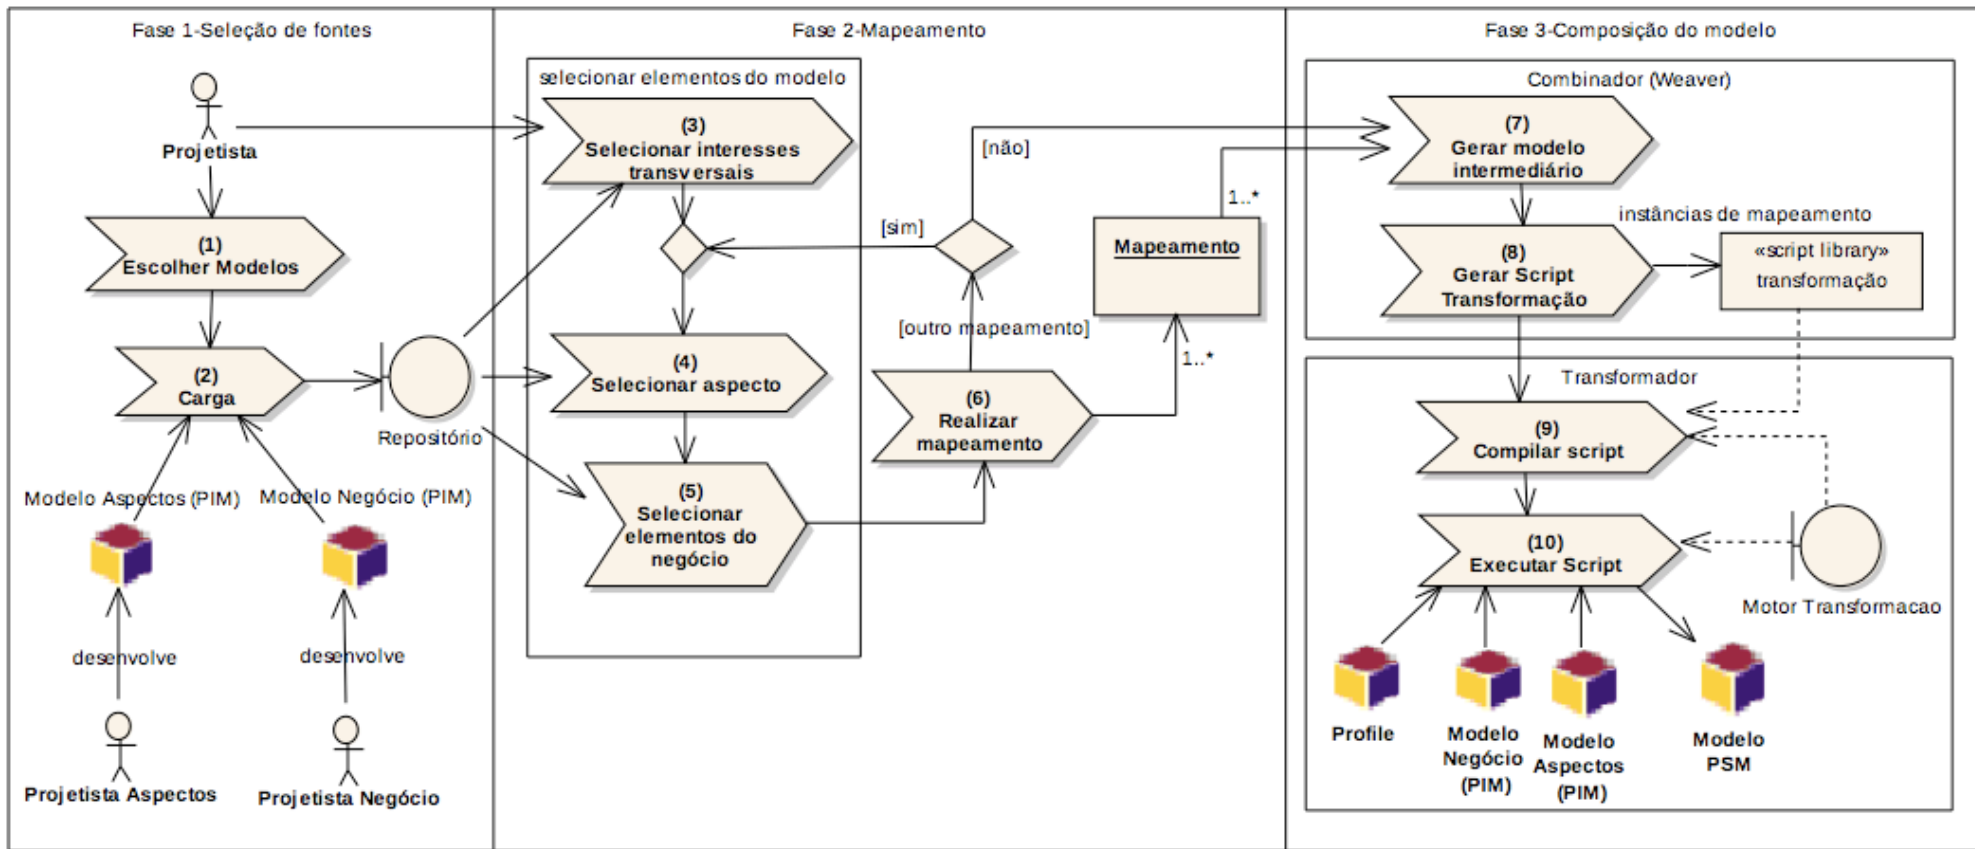 Fase 1-Seleção de fontes
Projetista
(1)
Escolher Modelos
(2)
Carga
Repositório
Modelo Aspectos (PIM)
Modelo Negócio (PIM)
desenvolve
desenvolve
Projetista Aspectos
Projetista Negócio
Fase 2-Mapeamento
selecionar elementos do modelo
(3)
Selecionar interesses
transversais
(4)
Selecionar aspecto
(5)
Selecionar
elementos do
negócio
[sim]
[não]
[outro mapeamento]
(6)
Realizar
mapeamento
Mapeamento
1..*
1..*
Fase 3-Composição do modelo
Combinador (Weaver)
(7)
Gerar modelo
intermediário
instâncias de mapeamento
(8)
Gerar Script
Transformação
«script library»
transformação
Transformador
(9)
Compilar script
(10)
Executar Script
Motor Transformacao
Profile
Modelo
Negócio
(PIM)
Modelo
Aspectos
(PIM)
Modelo
PSM